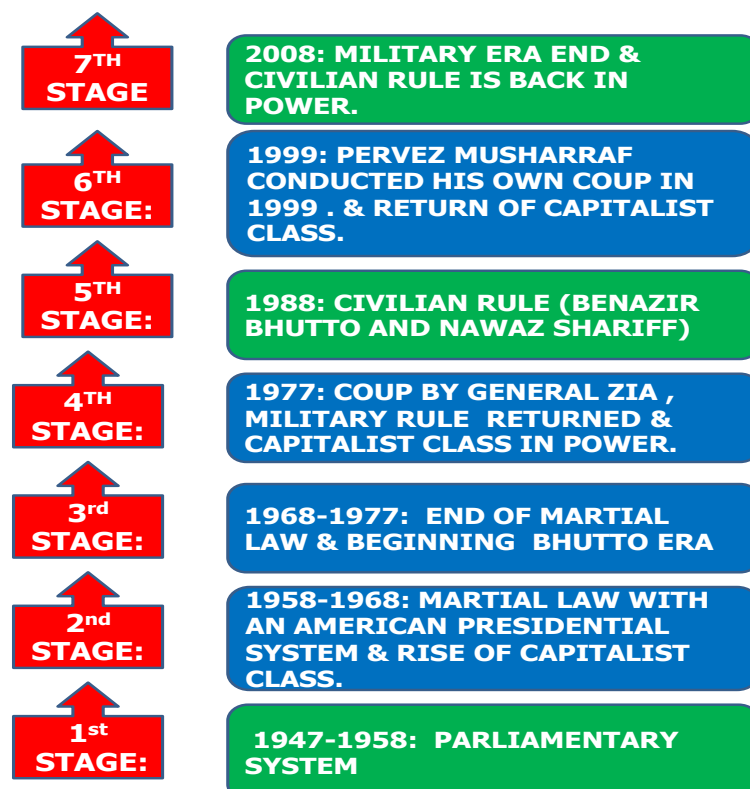 7TH
STAGE
2008: MILITARY ERA END &
CIVILIAN RULE IS BACK IN
POWER.
6TH
STAGE:
1999: PERVEZ MUSHARRAF
CONDUCTED HIS OWN COUP IN
1999 . & RETURN OF CAPITALIST
CLASS.
5TH
STAGE:
1988: CIVILIAN RULE (BENAZIR
BHUTTO AND NAWAZ SHARIFF)
4TH
STAGE:
1977: COUP BY GENERAL ZIA ,
MILITARY RULE RETURNED &
CAPITALIST CLASS IN POWER.
3rd
STAGE:
1968-1977: END OF MARTIAL
LAW & BEGINNING BHUTTO ERA
2nd
STAGE:
1958-1968: MARTIAL LAW WITH
AN AMERICAN PRESIDENTIAL
SYSTEM & RISE OF CAPITALIST
CLASS.
1st
STAGE:
1947-1958: PARLIAMENTARY
SYSTEM